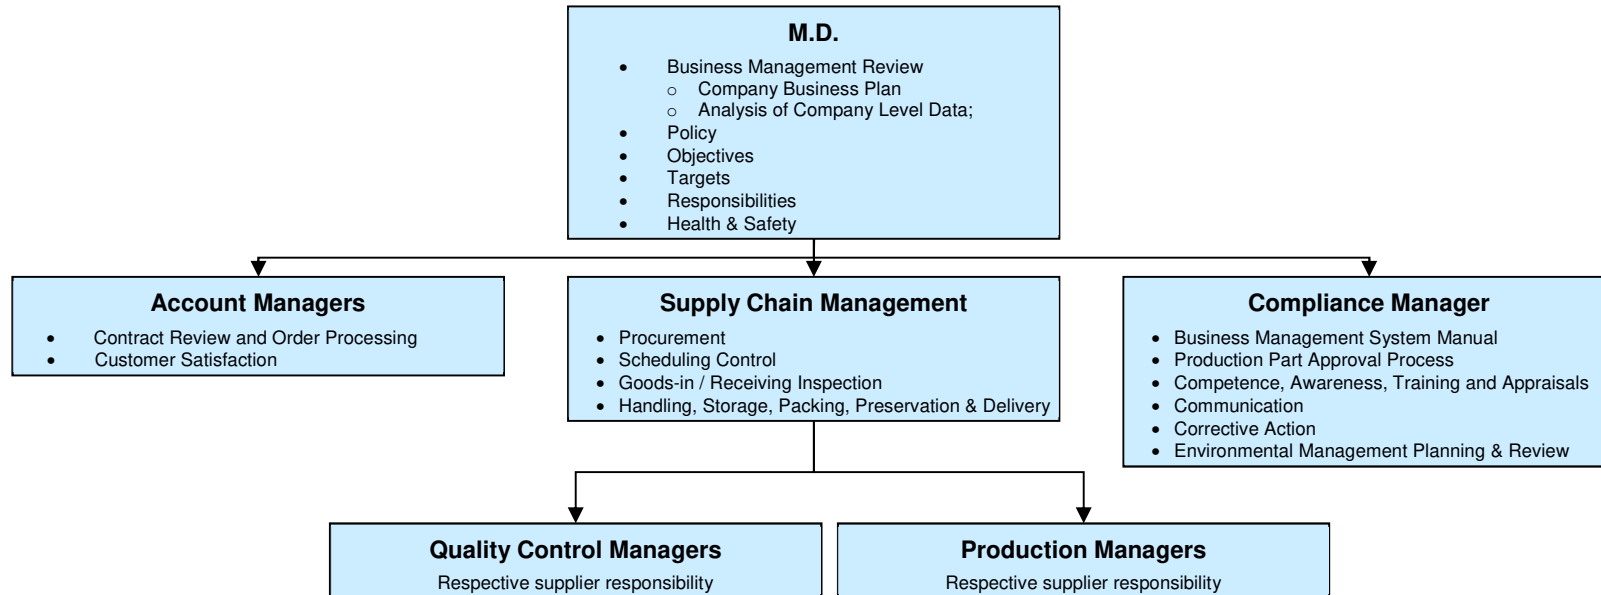 M.D.
• Business Management Review
o Company Business Plan
o Analysis of Company Level Data;
• Policy
• Objectives
• Targets
• Responsibilities
• Health & Safety
Account Managers
• Contract Review and Order Processing
• Customer Satisfaction
Supply Chain Management
• Procurement
• Scheduling Control
• Goods-in / Receiving Inspection
• Handling, Storage, Packing, Preservation & Delivery
Compliance Manager
• Business Management System Manual
• Production Part Approval Process
• Competence, Awareness, Training and Appraisals
• Communication
• Corrective Action
• Environmental Management Planning & Review
Quality Control Managers
Respective supplier responsibility
Production Managers
Respective supplier responsibility